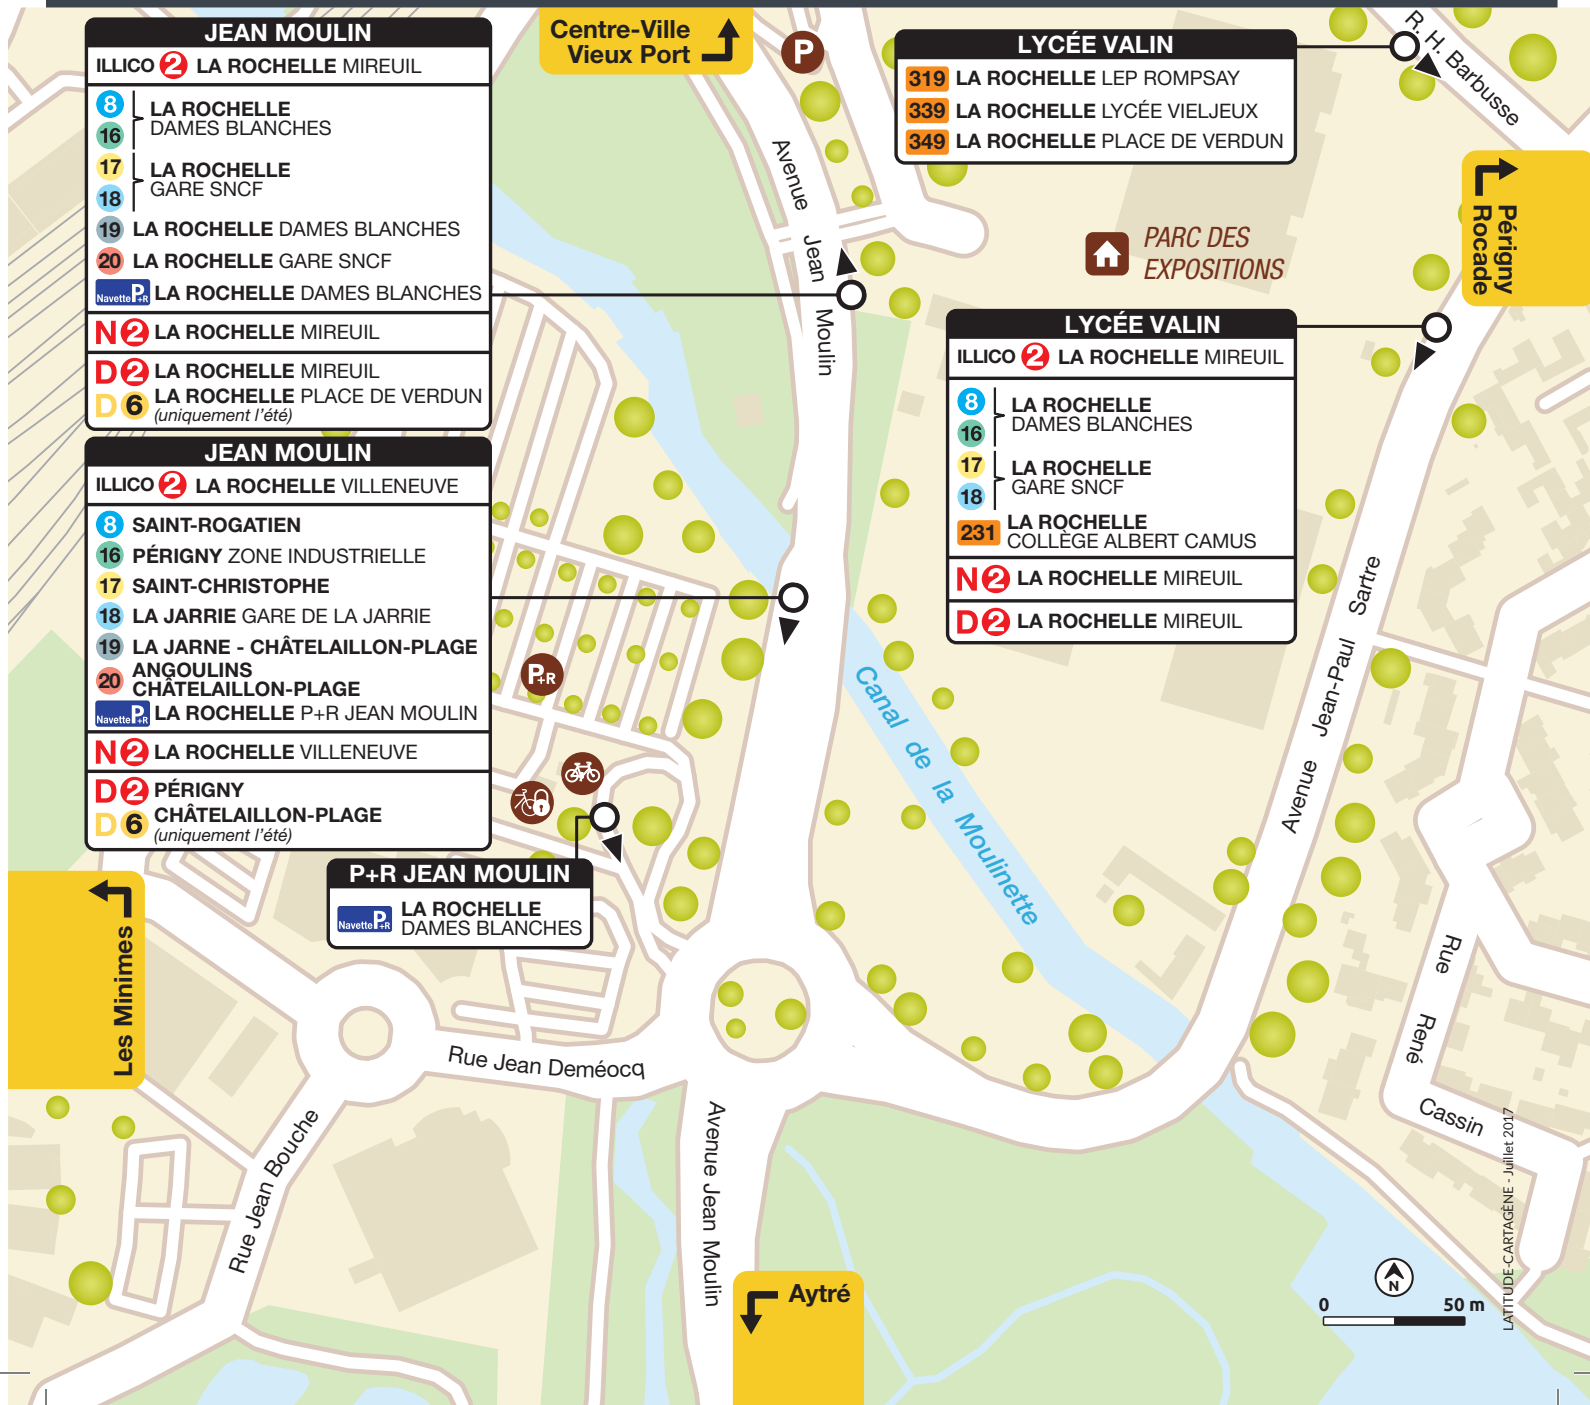 JEAN MOULIN
ILLICO 2 LA ROCHELLE MIREUIL
8
16
LA ROCHELLE
DAMES BLANCHES
17
18
LA ROCHELLE
GARE SNCF
19 LA ROCHELLE DAMES BLANCHES
20 LA ROCHELLE GARE SNCF
Navette P+R LA ROCHELLE DAMES BLANCHES
N2 LA ROCHELLE MIREUIL
D2 LA ROCHELLE MIREUIL
D6 LA ROCHELLE PLACE DE VERDUN
(uniquement l'été)
JEAN MOULIN
ILLICO 2 LA ROCHELLE VILLENEUVE
8 SAINT-ROGATIEN
16 PÉRIGNY ZONE INDUSTRIELLE
17 SAINT-CHRISTOPHE
18 LA JARRIE GARE DE LA JARRIE
19 LA JARNE - CHÂTELAILLON-PLAGE
20 ANGOULINS
CHÂTELAILLON-PLAGE
Navette P+R LA ROCHELLE P+R JEAN MOULIN
N2 LA ROCHELLE VILLENEUVE
D2 PÉRIGNY
D6 CHÂTELAILLON-PLAGE
(uniquement l'été)
P+R JEAN MOULIN
Navette P+R LA ROCHELLE
DAMES BLANCHES
Centre-Ville
Vieux Port
P
LYCÉE VALIN
319 LA ROCHELLE LEP ROMPSAY
339 LA ROCHELLE LYCÉE VIELJEUX
349 LA ROCHELLE PLACE DE VERDUN
R. H. Barbusse
Périgny
Rocade
PARC DES
EXPOSITIONS
LYCÉE VALIN
ILLICO 2 LA ROCHELLE MIREUIL
8
16
LA ROCHELLE
DAMES BLANCHES
17
18
LA ROCHELLE
GARE SNCF
231 LA ROCHELLE
COLLÈGE ALBERT CAMUS
N2 LA ROCHELLE MIREUIL
D2 LA ROCHELLE MIREUIL
Avenue Jean Moulin
P+R
Canal de la Moulinette
Avenue Jean-Paul Sartre
Les Minimes
Rue Jean Deméocq
Rue Jean Bouche
Avenue Jean Moulin
Rue René Cassin
Aytré
N
0 50 m
LATITUDE-CARTAGÈNE - Juillet 2017